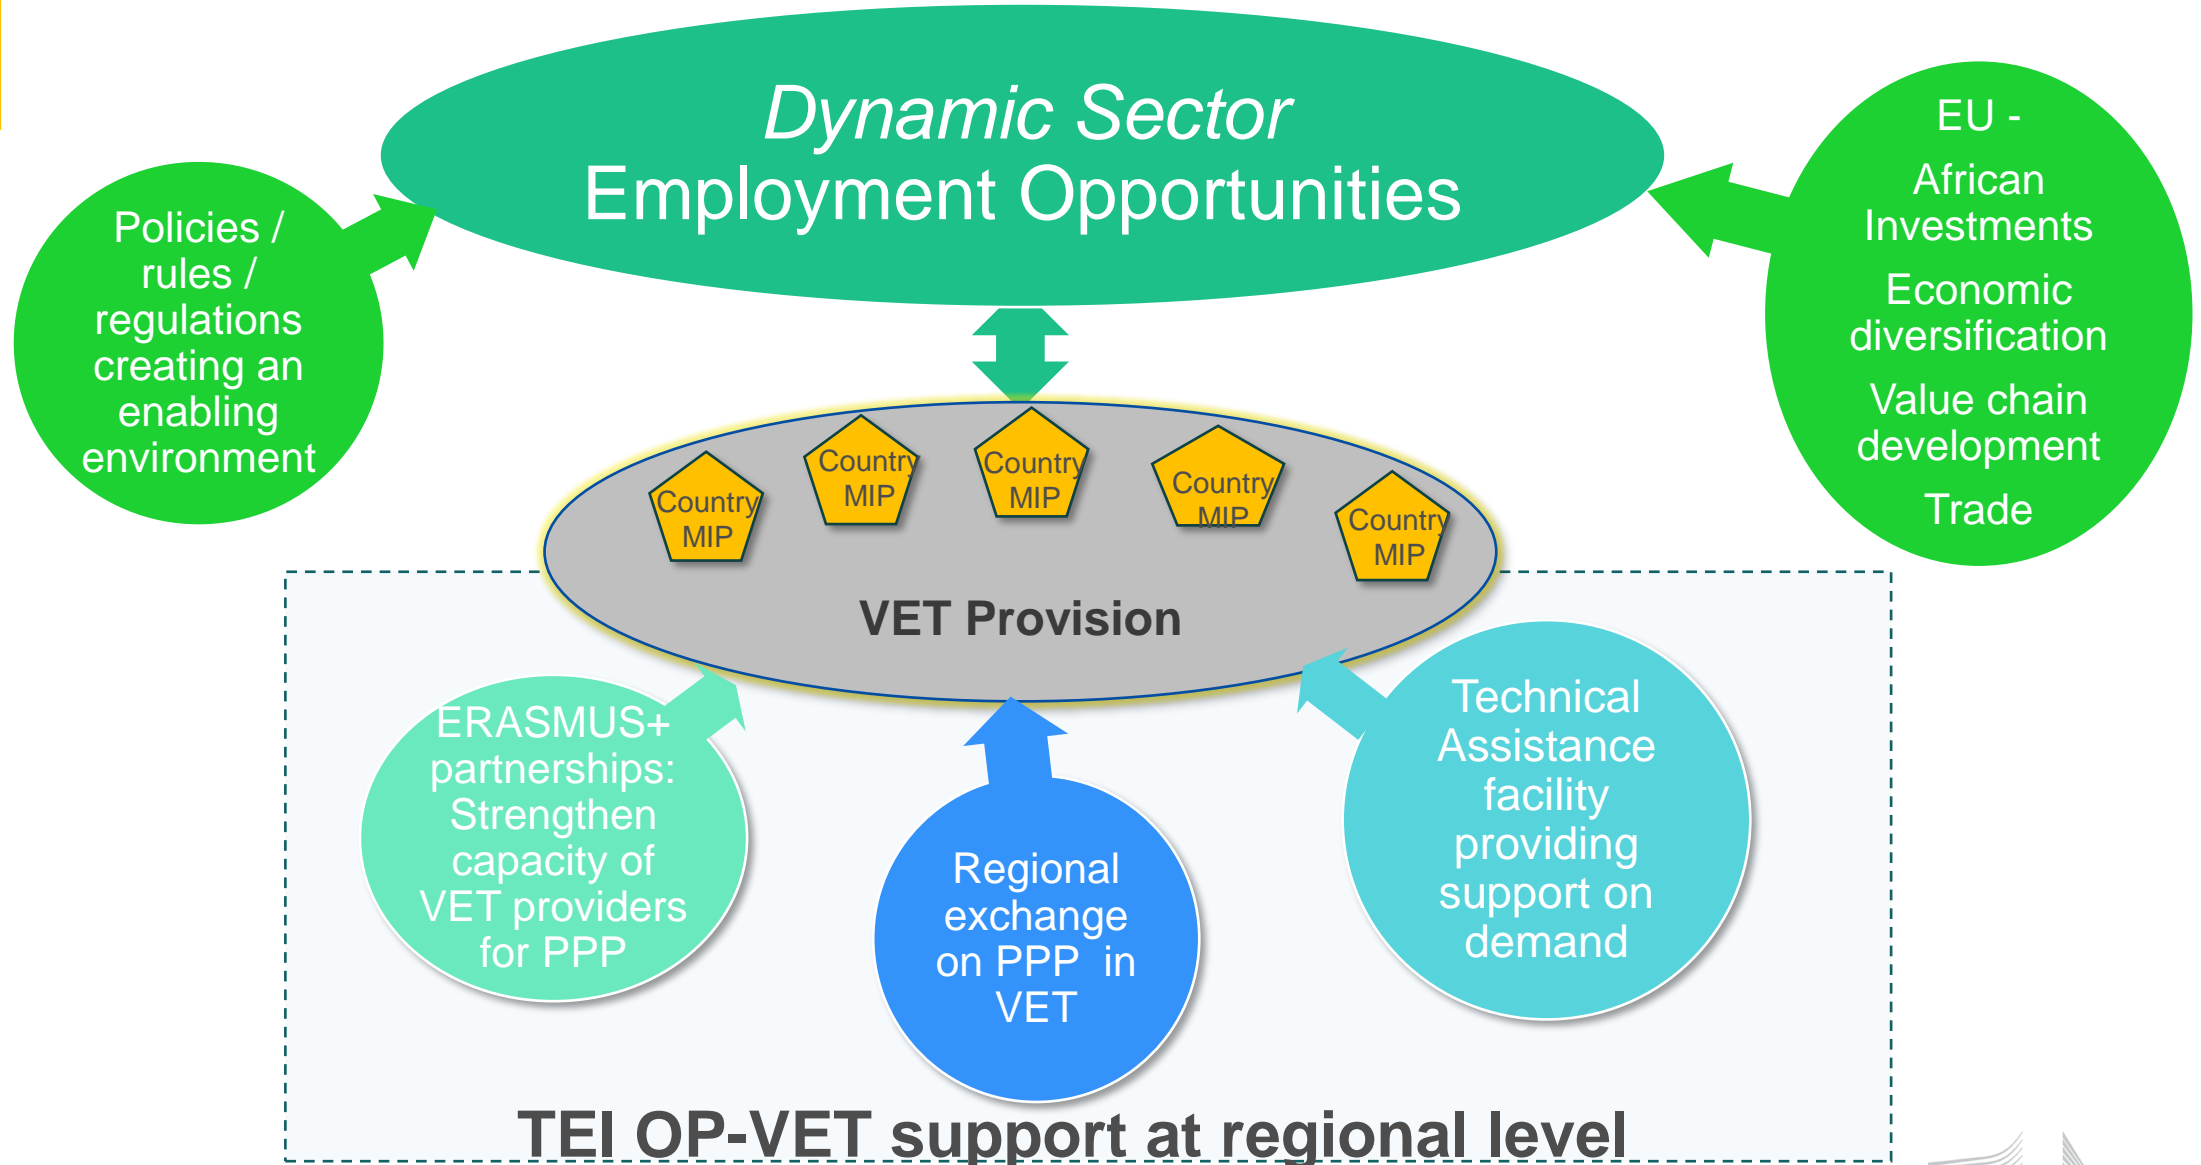 Dynamic Sector
Employment Opportunities
Policies /
rules /
regulations
creating an
enabling
environment
EU -
African
Investments
Economic
diversification
Value chain
development
Trade
Country
MIP
Country
MIP
Country
MIP
Country
MIP
Country
MIP
VET Provision
ERASMUS+
partnerships:
Strengthen
capacity of
VET providers
for PPP
Regional
exchange
on PPP in
VET
Technical
Assistance
facility
providing
support on
demand
TEI OP-VET support at regional level